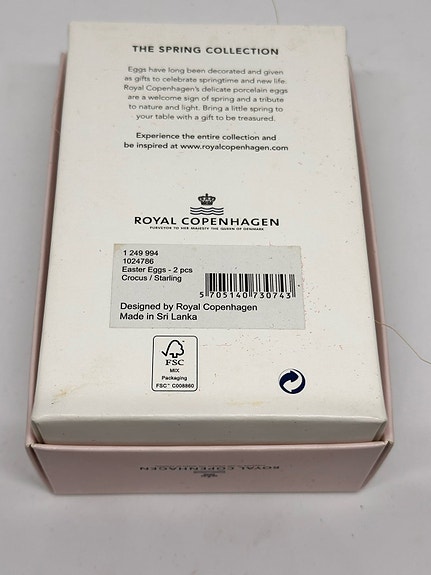 THE SPRING COLLECTION
Eggs have long been decorated and given
as gifts to celebrate springtime and new life.
Royal Copenhagen's delicate porcelain eggs
are a welcome sign of spring and a tribute
to nature and light. Bring a little spring to
your table with a gift to be treasured.
Experience the entire collection and
be inspired at www.royalcopenhagen.com
ROYAL COPENHAGEN
PURVEYOR TO HER MAJESTY THE QUEEN OF DENMARK
1 249 994
1024786
Easter Eggs - 2 pcs
Crocus / Starling
5 705140 730743
Designed by Royal Copenhagen
Made in Sri Lanka
FSC
MIX
Packaging
FSC™ C008860
ROYAL COPENHAGEN